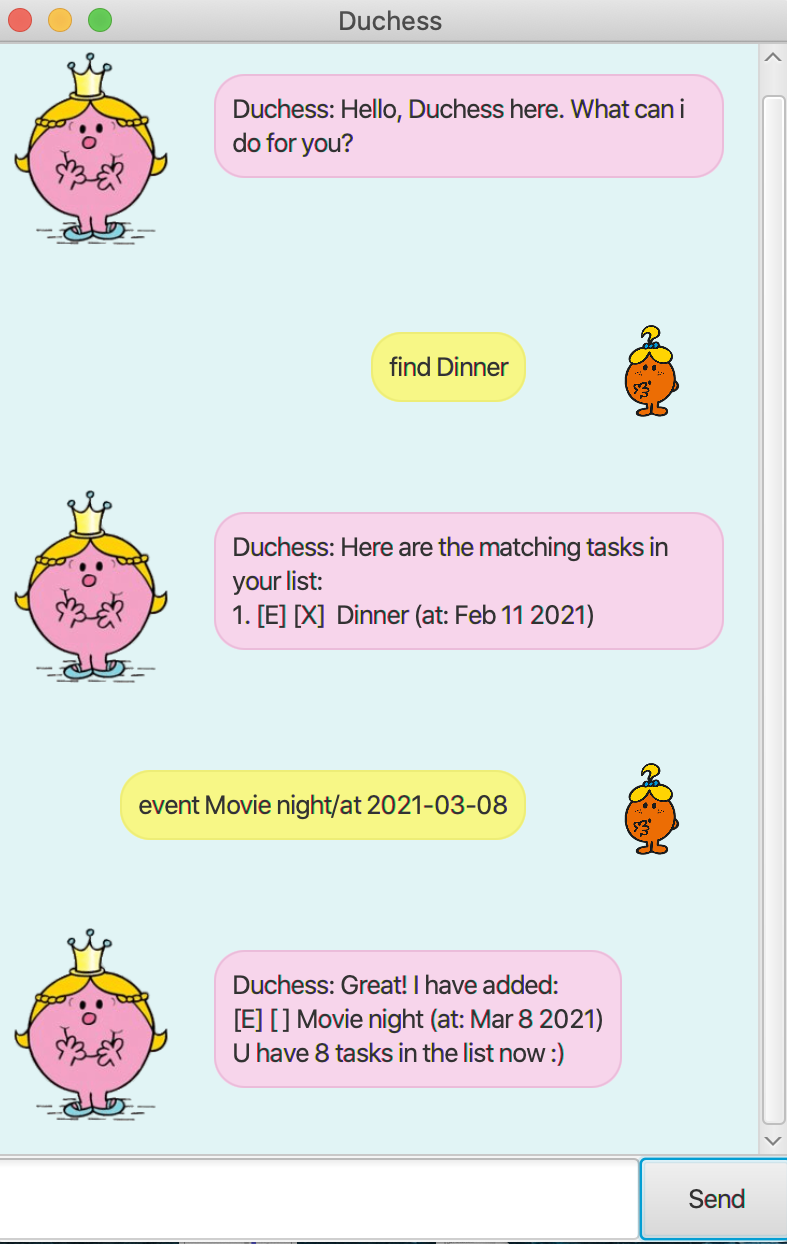 Duchess
Duchess: Hello, Duchess here. What can i
do for you?
find Dinner
Duchess: Here are the matching tasks in
your list:
1. [E] [X]  Dinner (at: Feb 11 2021)
event Movie night/at 2021-03-08
Duchess: Great! I have added:
[E] [ ] Movie night (at: Mar 8 2021)
U have 8 tasks in the list now :)
Send